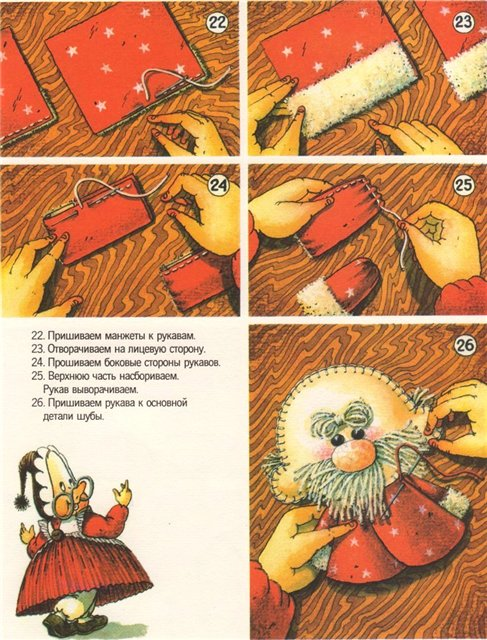 22
23
24
25
22. Пришиваем манжеты к рукавам.
23. Отворачиваем на лицевую сторону.
24. Прошиваем боковые стороны рукавов.
25. Верхнюю часть насбориваем.
Рукав выворачиваем.
26. Пришиваем рукава к основной
детали шубы.
26